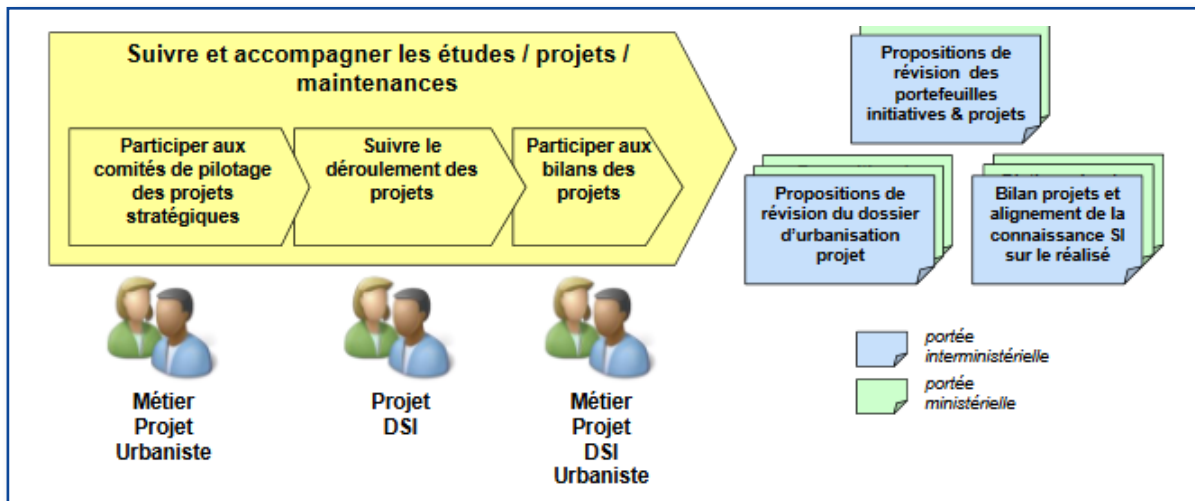 Suivre et accompagner les études / projets /
maintenances
Participer aux
comités de pilotage
des projets
stratégiques
Suivre le
déroulement des
projets
Participer aux
bilans des
projets
Métier
Projet
Urbaniste
Projet
DSI
Métier
Projet
DSI
Urbaniste
Propositions de
révision des
portefeuilles
initiatives & projets
Propositions de
révision du dossier
d'urbanisation
projet
Bilan projets et
alignement de la
connaissance SI
sur le réalisé
portée
interministérielle
portée
ministérielle